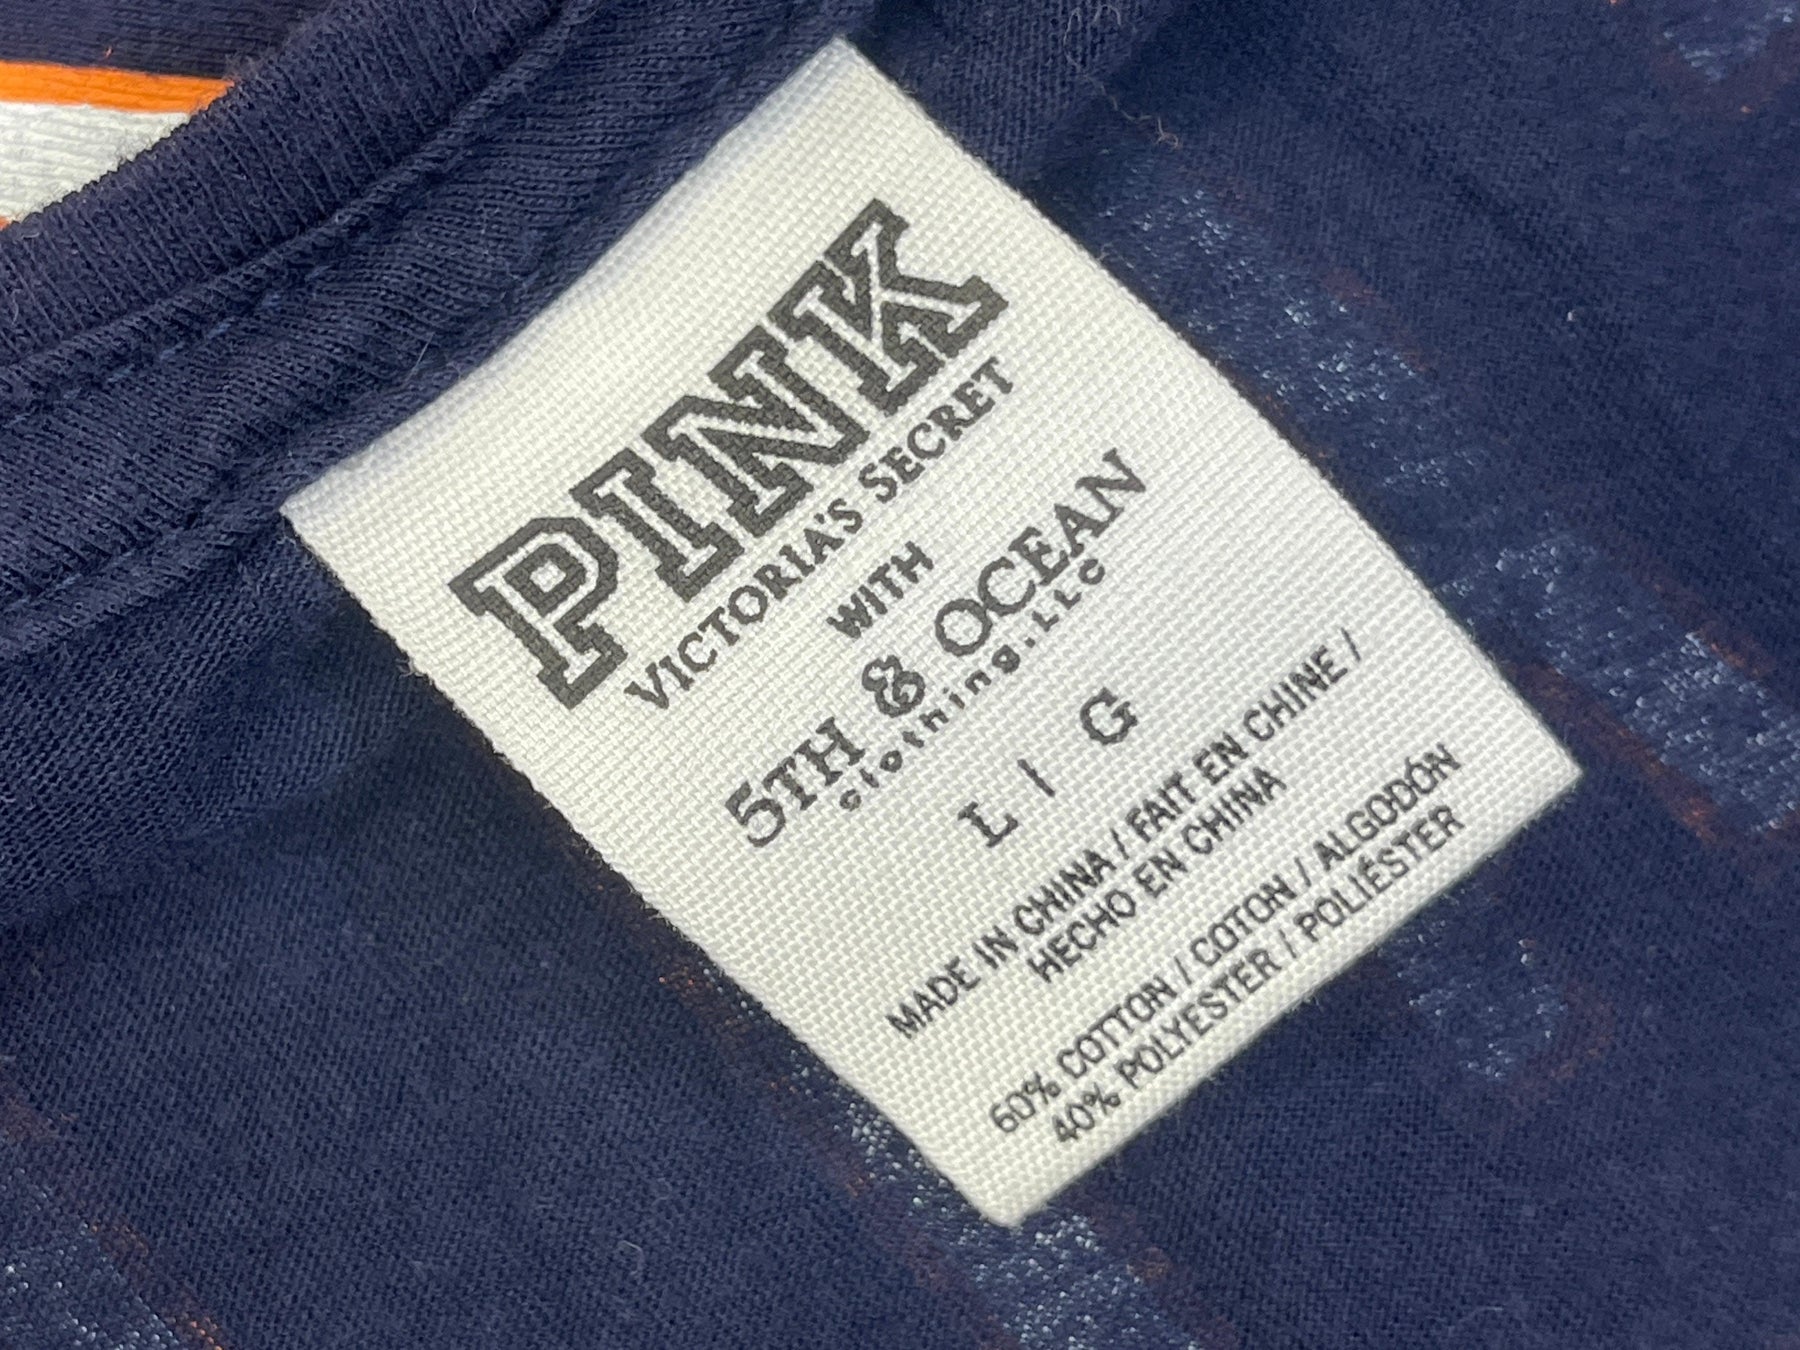 PINK
VICTORIA'S SECRET
WITH
5TH & OCEAN
clothing.LLC
L / G
MADE IN CHINA / FAIT EN CHINE /
HECHO EN CHINA
60% COTTON / COTON / ALGODÓN
40% POLYESTER / POLIÉSTER